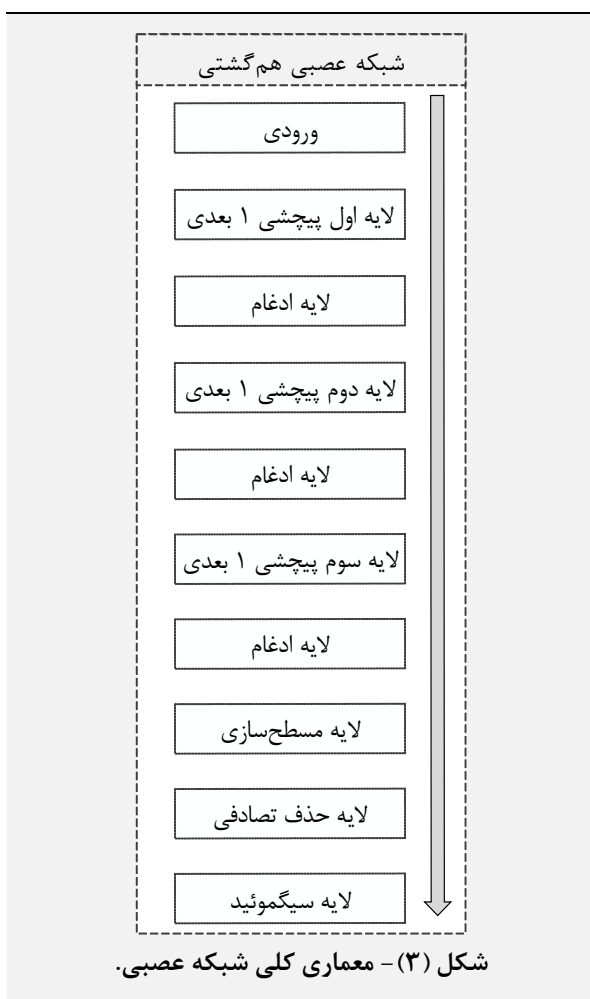 شبکه عصبی هم‌گشتی
ورودی
لایه اول پیچشی ۱ بعدی
لایه ادغام
لایه دوم پیچشی ۱ بعدی
لایه ادغام
لایه سوم پیچشی ۱ بعدی
لایه ادغام
لایه مسطح‌سازی
لایه حذف تصادفی
لایه سیگموئید
شکل (۳)- معماری کلی شبکه عصبی.